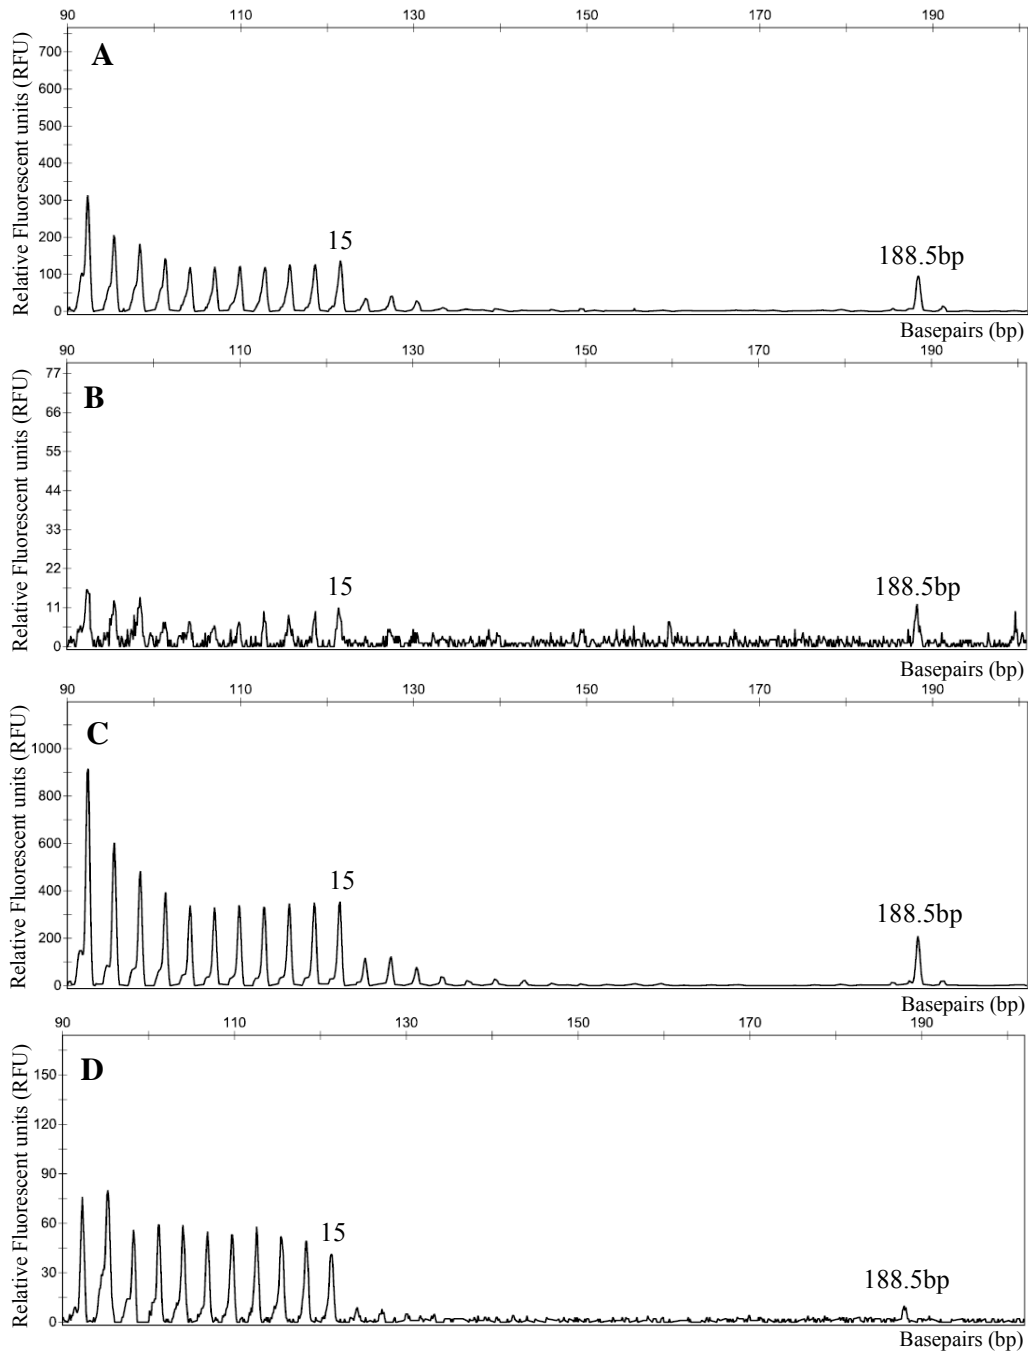 90 110 130 150 170 190
A
Relative Fluorescent units (RFU)
700
600
500
400
300
200
100
0
15
188.5bp
Basepairs (bp)
90 110 130 150 170 190
B
Relative Fluorescent units (RFU)
77
66
55
44
33
22
11
0
15
188.5bp
Basepairs (bp)
90 110 130 150 170 190
C
Relative Fluorescent units (RFU)
1000
800
600
400
200
0
15
188.5bp
Basepairs (bp)
90 110 130 150 170 190
D
Relative Fluorescent units (RFU)
150
120
90
60
30
0
15
188.5bp
Basepairs (bp)